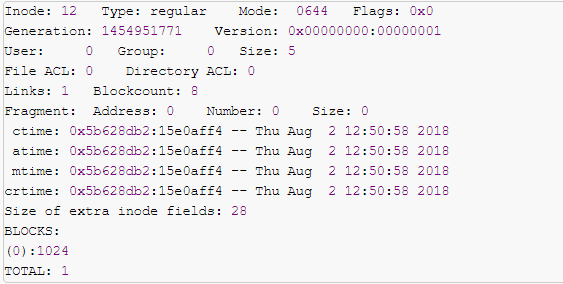 Inode: 12   Type: regular    Mode:  0644   Flags: 0x0
Generation: 1454951771    Version: 0x00000000:00000001
User:     0   Group:     0   Size: 5
File ACL: 0    Directory ACL: 0
Links: 1   Blockcount: 8
Fragment:  Address: 0    Number: 0    Size: 0
 ctime: 0x5b628db2:15e0aff4 -- Thu Aug  2 12:50:58 2018
 atime: 0x5b628db2:15e0aff4 -- Thu Aug  2 12:50:58 2018
 mtime: 0x5b628db2:15e0aff4 -- Thu Aug  2 12:50:58 2018
crtime: 0x5b628db2:15e0aff4 -- Thu Aug  2 12:50:58 2018
Size of extra inode fields: 28
BLOCKS:
(0):1024
TOTAL: 1